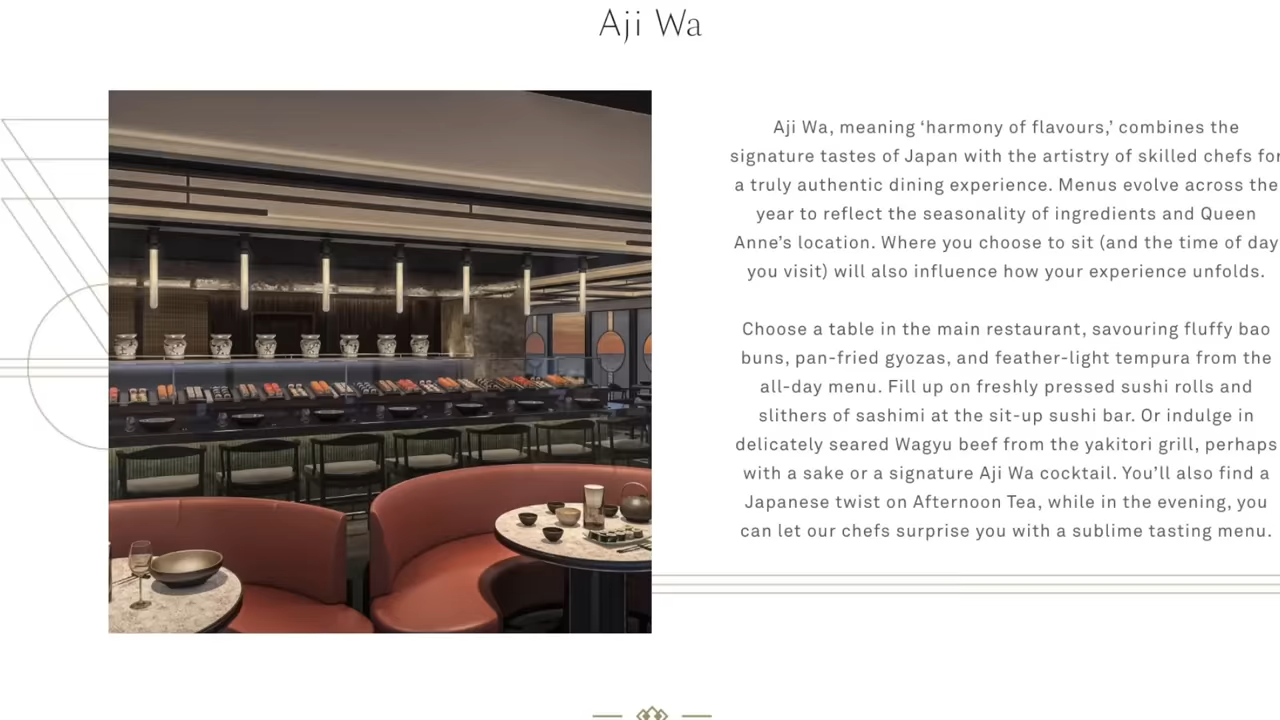 Aji Wa
Aji Wa, meaning ‘harmony of flavours,’ combines the
signature tastes of Japan with the artistry of skilled chefs for
a truly authentic dining experience. Menus evolve across the
year to reflect the seasonality of ingredients and Queen
Anne’s location. Where you choose to sit (and the time of day
you visit) will also influence how your experience unfolds.
Choose a table in the main restaurant, savouring fluffy bao
buns, pan-fried gyozas, and feather-light tempura from the
all-day menu. Fill up on freshly pressed sushi rolls and
slithers of sashimi at the sit-up sushi bar. Or indulge in
delicately seared Wagyu beef from the yakitori grill, perhaps
with a sake or a signature Aji Wa cocktail. You’ll also find a
Japanese twist on Afternoon Tea, while in the evening, you
can let our chefs surprise you with a sublime tasting menu.